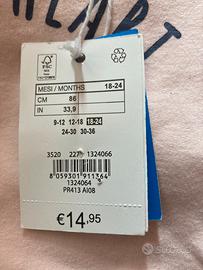 FSC
MESI / MONTHS 18-24
CM 86
IN 33,9
9-12 12-18 18-24
24-30 30-36
3520 227 1324066
8 059301 911364
1324064
PR413 AI08
€14,95